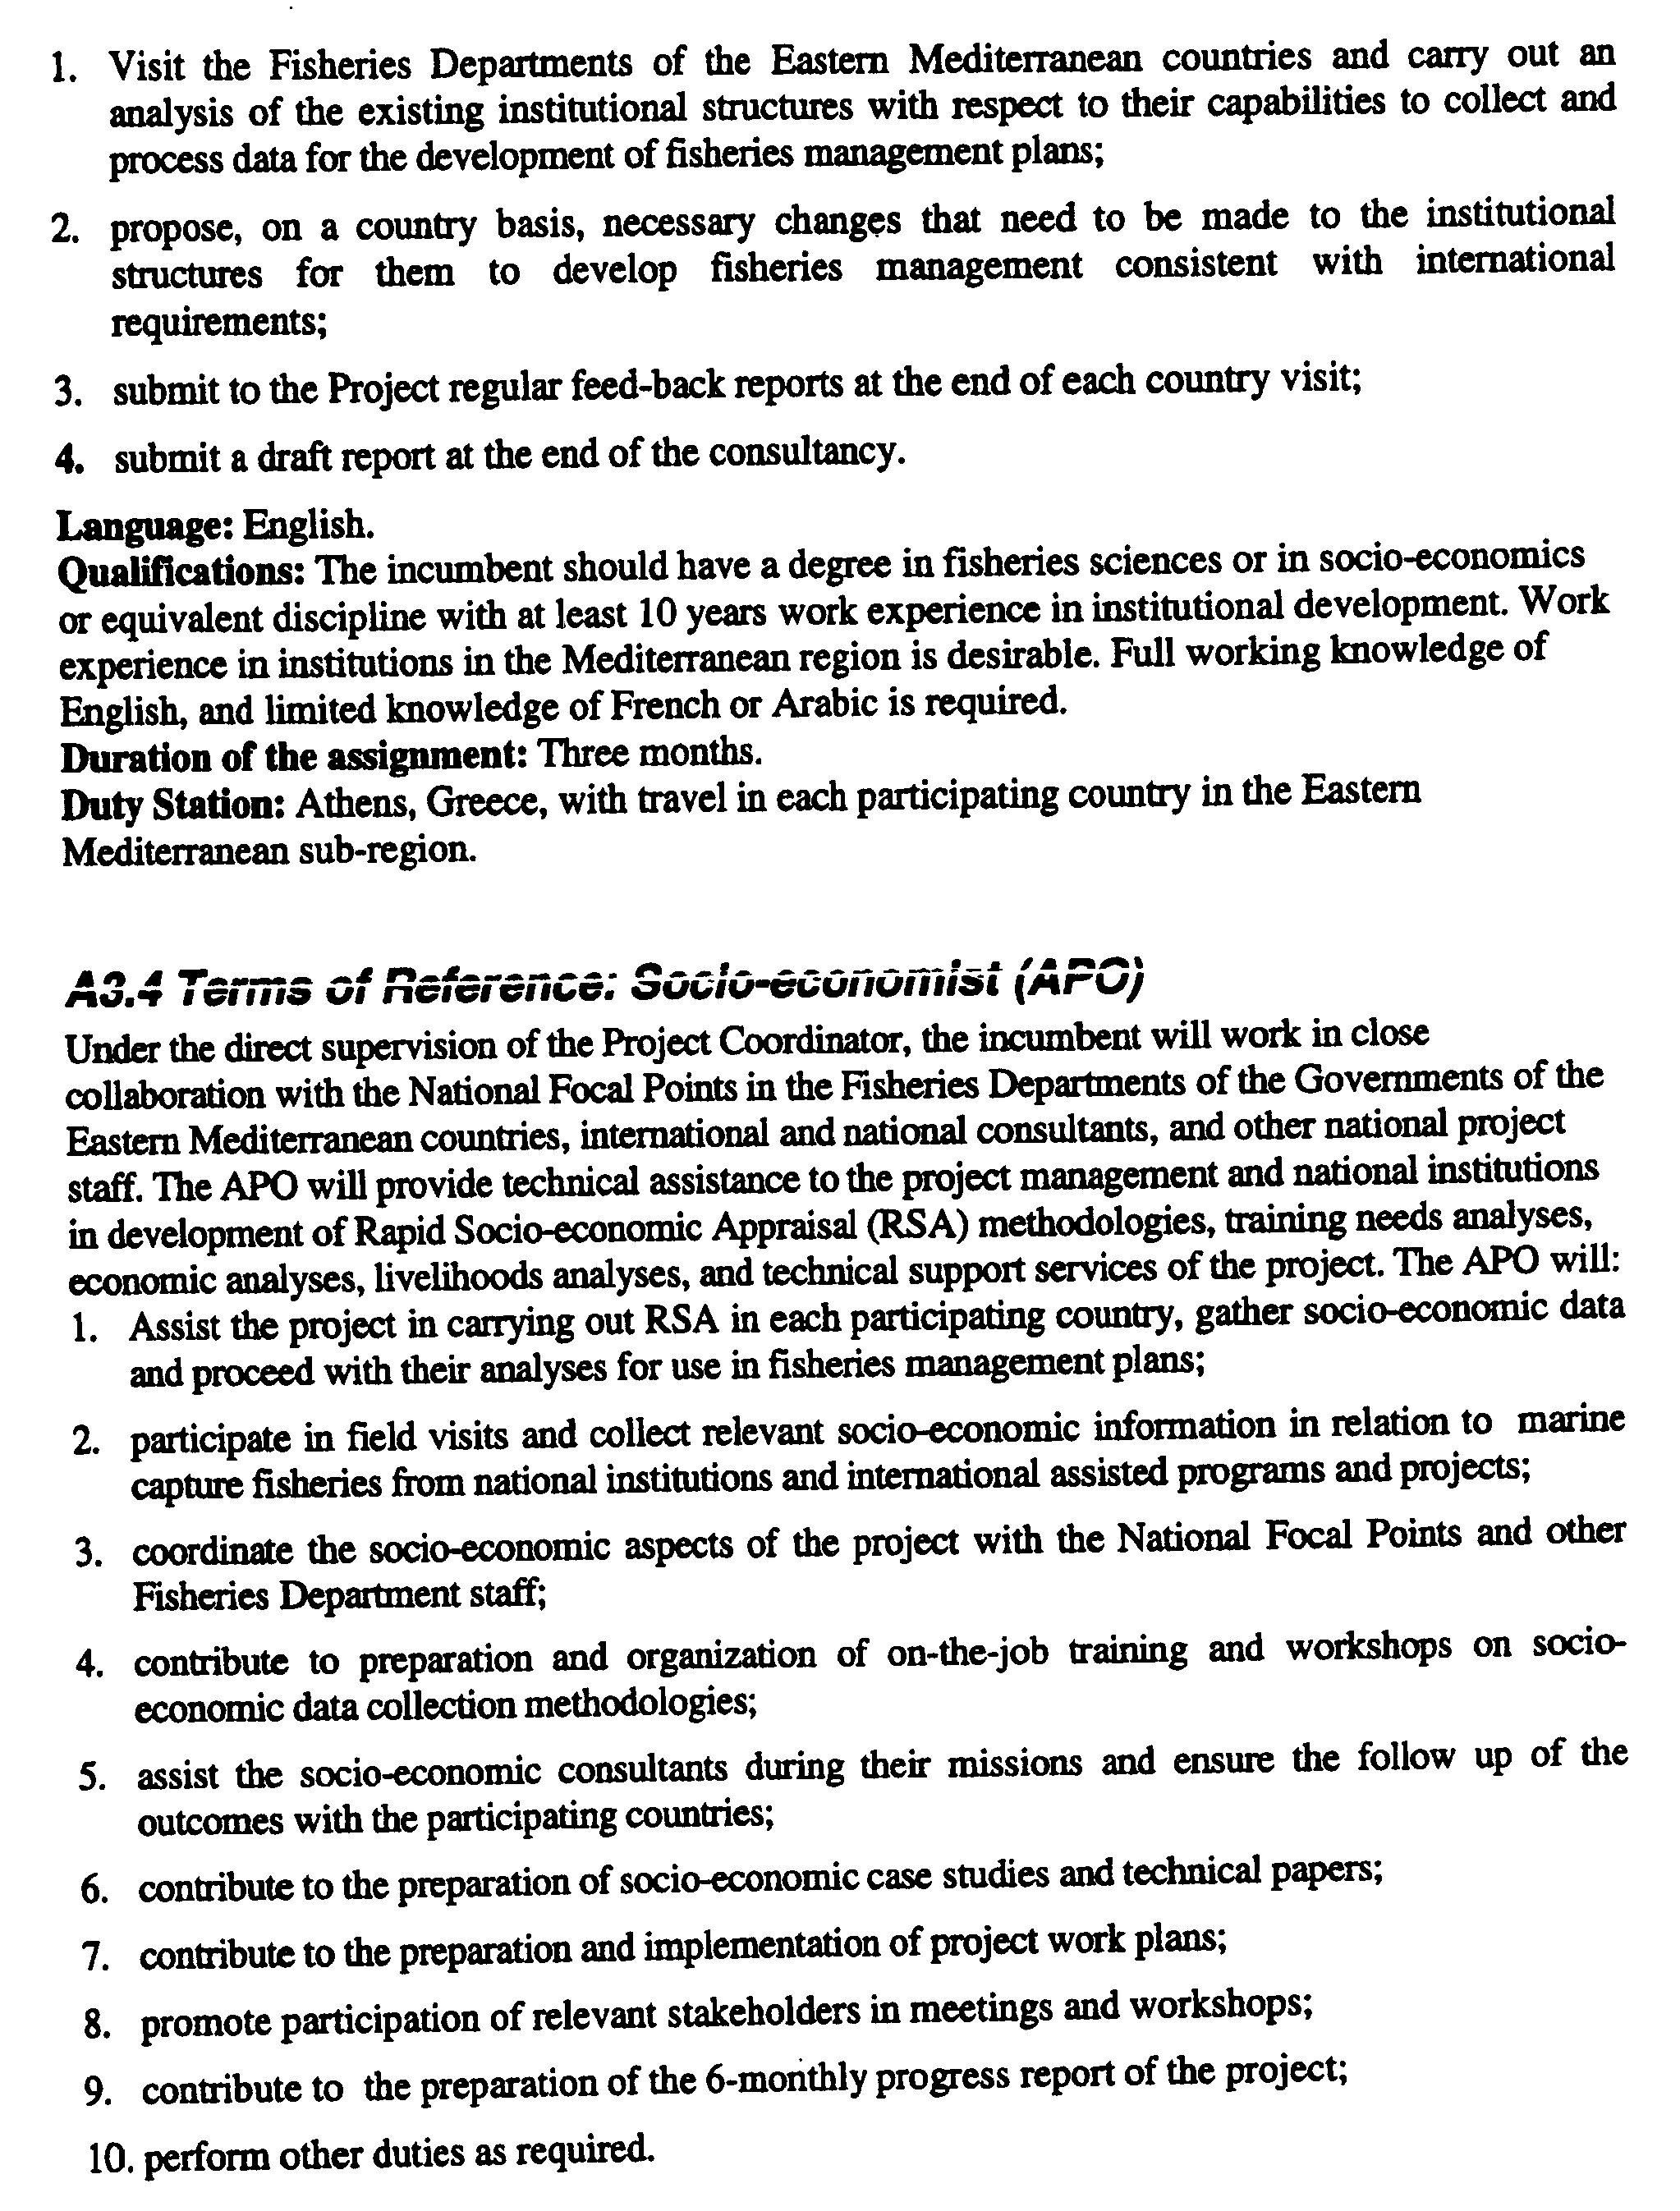 1. Visit the Fisheries Departments of the Eastern Mediterranean countries and carry out an
analysis of the existing institutional structures with respect to their capabilities to collect and
process data for the development of fisheries management plans;
2. propose, on a country basis, necessary changes that need to be made to the institutional
structures for them to develop fisheries management consistent with international
requirements;
3. submit to the Project regular feed-back reports at the end of each country visit;
4. submit a draft report at the end of the consultancy.
Language: English.
Qualifications: The incumbent should have a degree in fisheries sciences or in socio-economics
or equivalent discipline with at least 10 years work experience in institutional development. Work
experience in institutions in the Mediterranean region is desirable. Full working knowledge of
English, and limited knowledge of French or Arabic is required.
Duration of the assignment: Three months.
Duty Station: Athens, Greece, with travel in each participating country in the Eastern
Mediterranean sub-region.
A3.4 Terms of Reference: Socio-economist (APO)
Under the direct supervision of the Project Coordinator, the incumbent will work in close
collaboration with the National Focal Points in the Fisheries Departments of the Governments of the
Eastern Mediterranean countries, international and national consultants, and other national project
staff. The APO will provide technical assistance to the project management and national institutions
in development of Rapid Socio-economic Appraisal (RSA) methodologies, training needs analyses,
economic analyses, livelihoods analyses, and technical support services of the project. The APO will:
1. Assist the project in carrying out RSA in each participating country, gather socio-economic data
and proceed with their analyses for use in fisheries management plans;
2. participate in field visits and collect relevant socio-economic information in relation to marine
capture fisheries from national institutions and international assisted programs and projects;
3. coordinate the socio-economic aspects of the project with the National Focal Points and other
Fisheries Department staff;
4. contribute to preparation and organization of on-the-job training and workshops on socio-
economic data collection methodologies;
5. assist the socio-economic consultants during their missions and ensure the follow up of the
outcomes with the participating countries;
6. contribute to the preparation of socio-economic case studies and technical papers;
7. contribute to the preparation and implementation of project work plans;
8. promote participation of relevant stakeholders in meetings and workshops;
9. contribute to the preparation of the 6-monthly progress report of the project;
10. perform other duties as required.